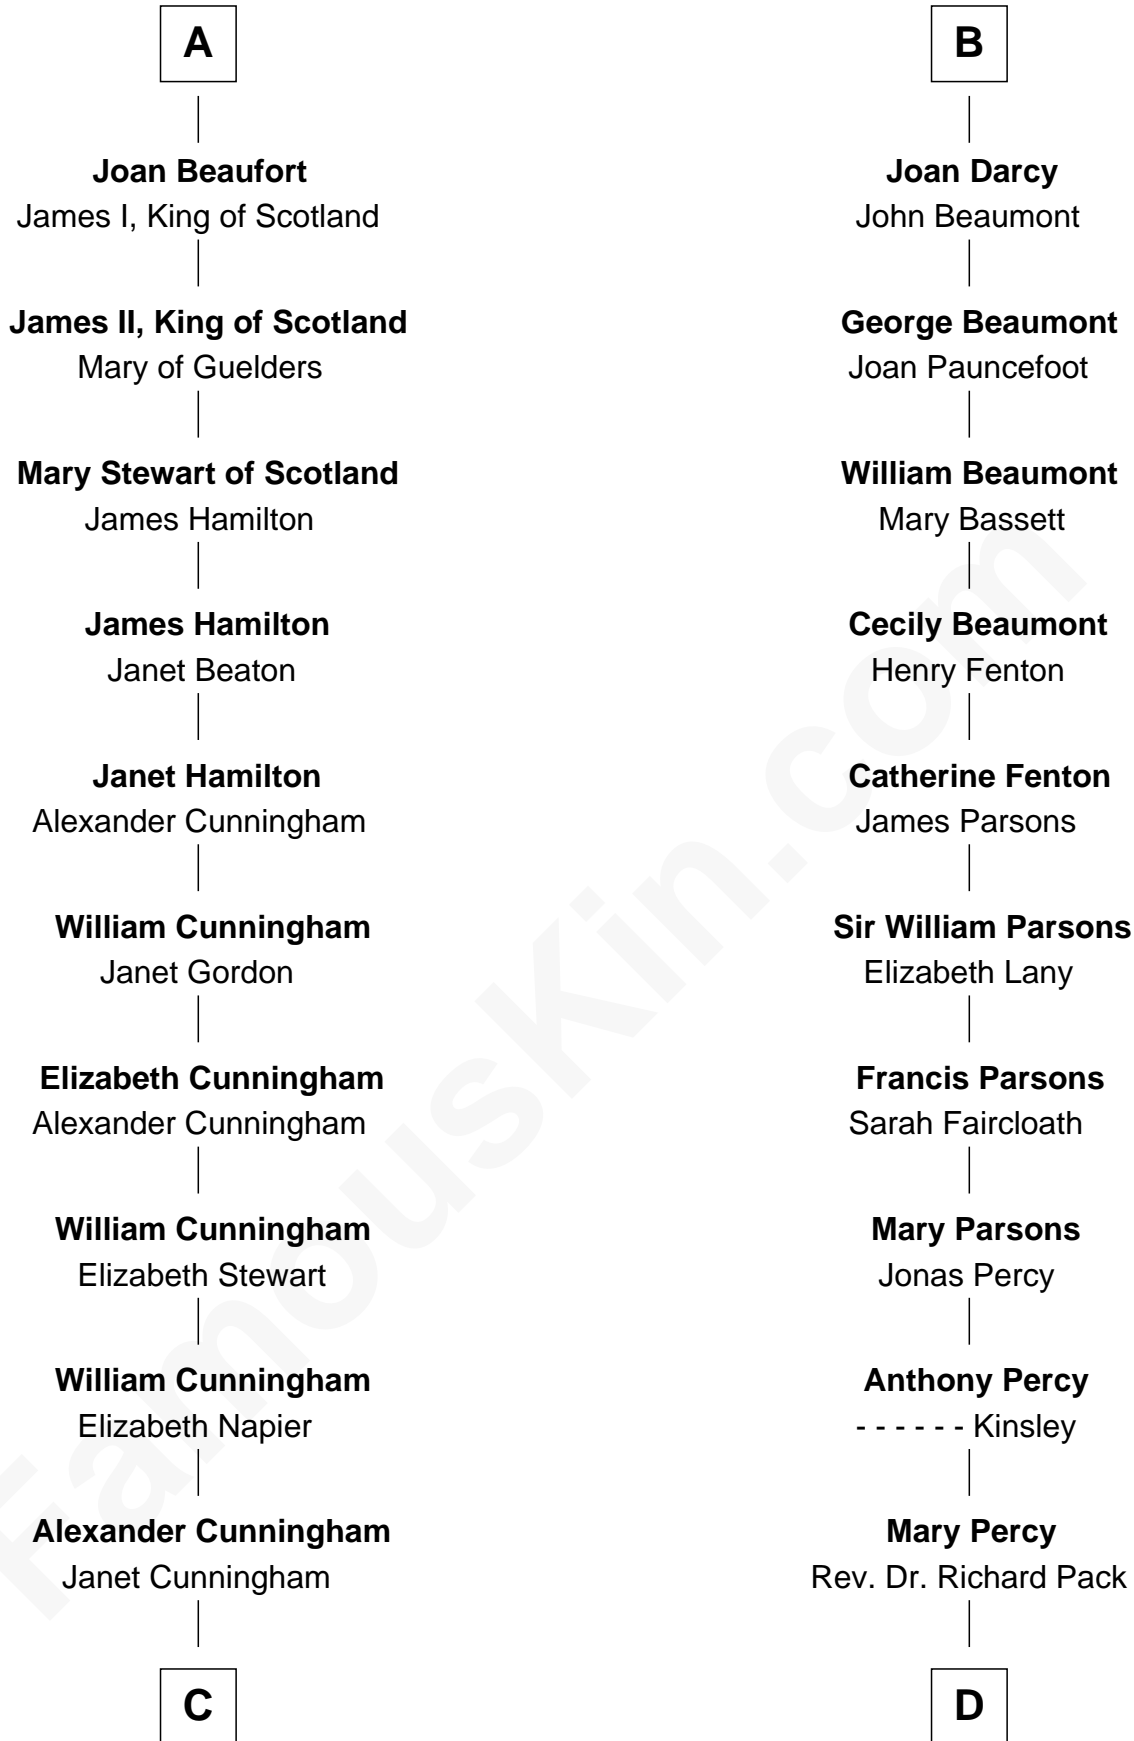 A
Joan Beaufort
James I, King of Scotland
James II, King of Scotland
Mary of Guelders
Mary Stewart of Scotland
James Hamilton
James Hamilton
Janet Beaton
Janet Hamilton
Alexander Cunningham
William Cunningham
Janet Gordon
Elizabeth Cunningham
Alexander Cunningham
William Cunningham
Elizabeth Stewart
William Cunningham
Elizabeth Napier
Alexander Cunningham
Janet Cunningham
C
B
Joan Darcy
John Beaumont
George Beaumont
Joan Pauncefoot
William Beaumont
Mary Bassett
Cecily Beaumont
Henry Fenton
Catherine Fenton
James Parsons
Sir William Parsons
Elizabeth Lany
Francis Parsons
Sarah Faircloath
Mary Parsons
Jonas Percy
Anthony Percy
- - - - - - Kinsley
Mary Percy
Rev. Dr. Richard Pack
D
FamousKin.com